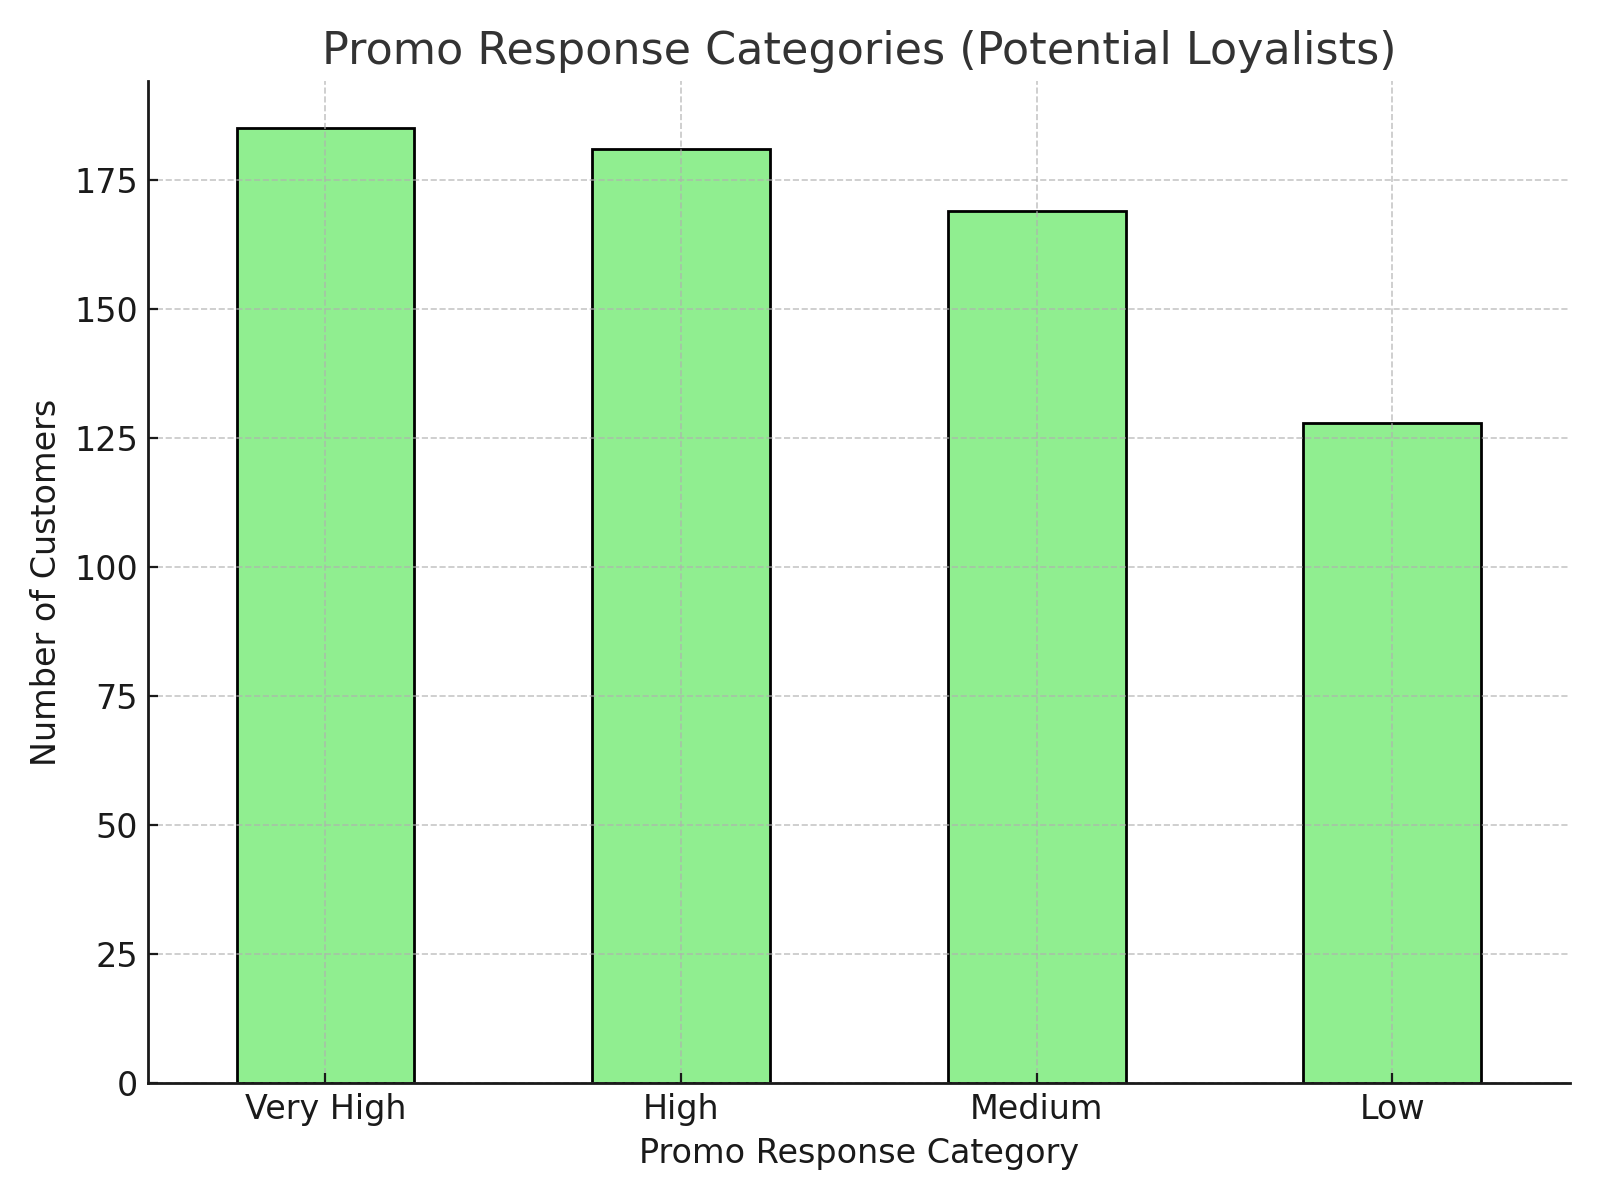 Promo Response Categories (Potential Loyalists)
Number of Customers
175
150
125
100
75
50
25
0
Very High
High
Medium
Low
Promo Response Category